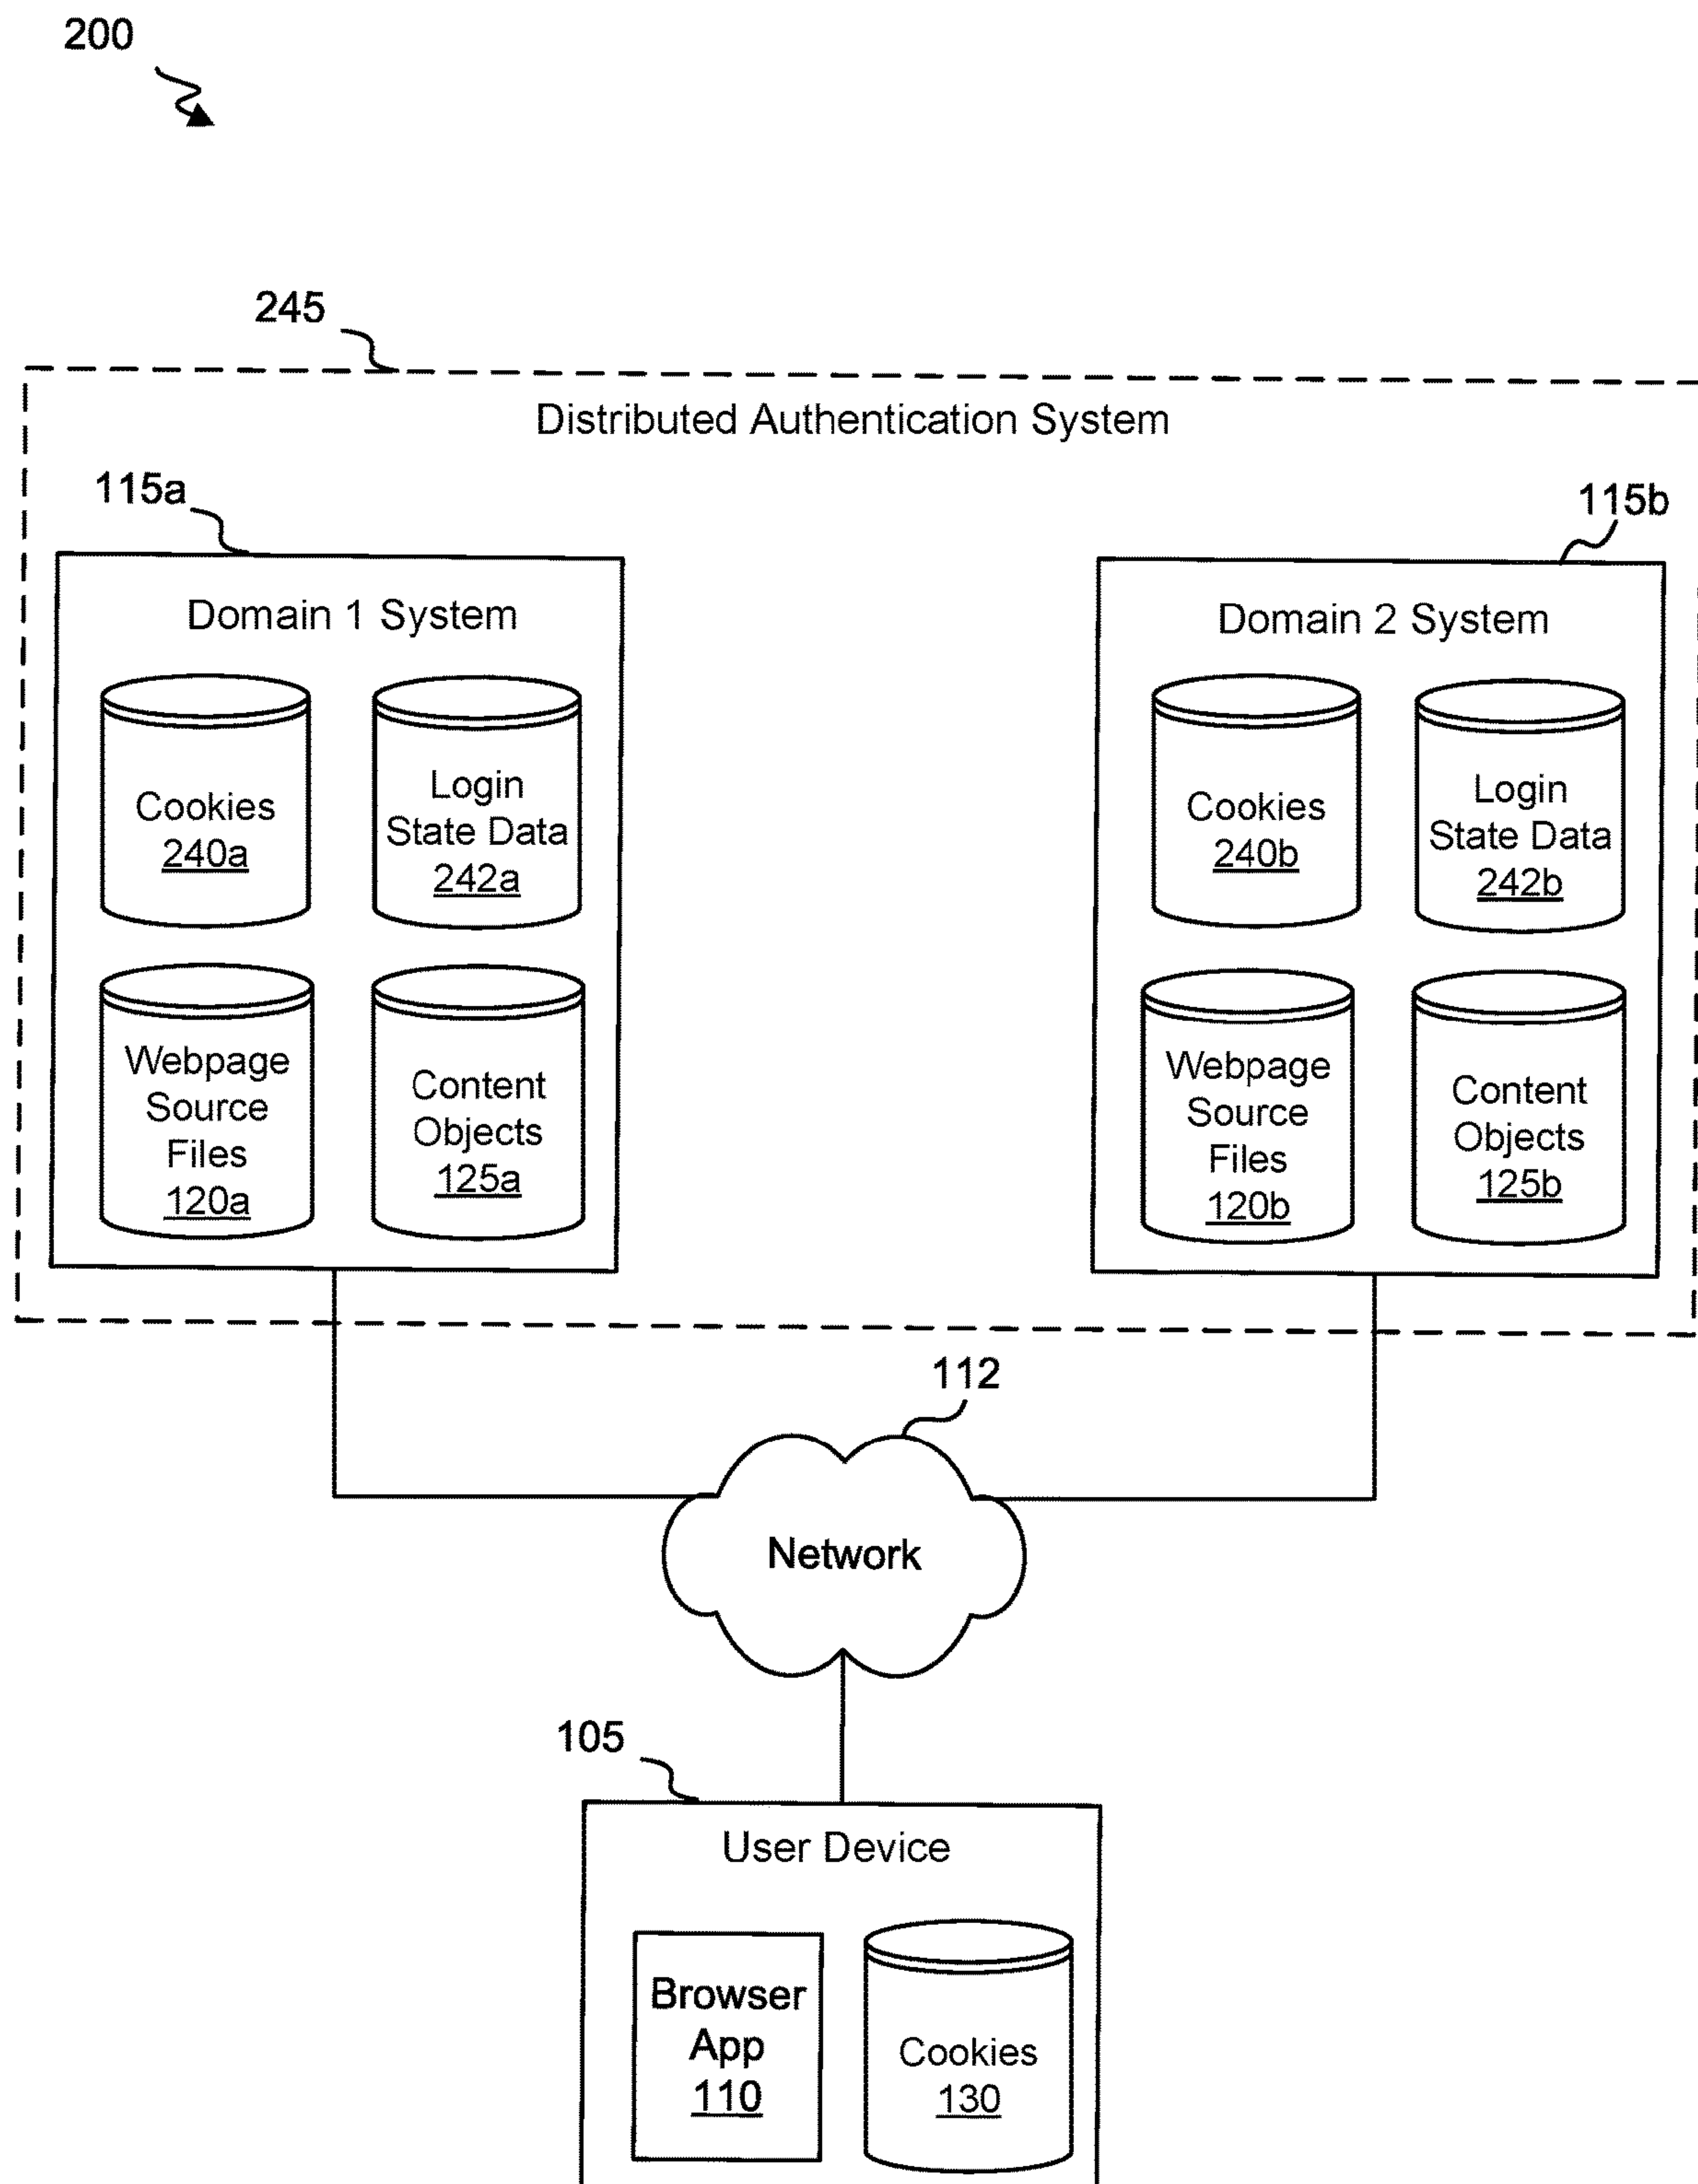 200
245
Distributed Authentication System
115a
115b
Domain 1 System
Cookies
240a
Login
State Data
242a
Webpage
Source
Files
120a
Content
Objects
125a
Domain 2 System
Cookies
240b
Login
State Data
242b
Webpage
Source
Files
120b
Content
Objects
125b
112
Network
105
User Device
Browser
App
110
Cookies
130